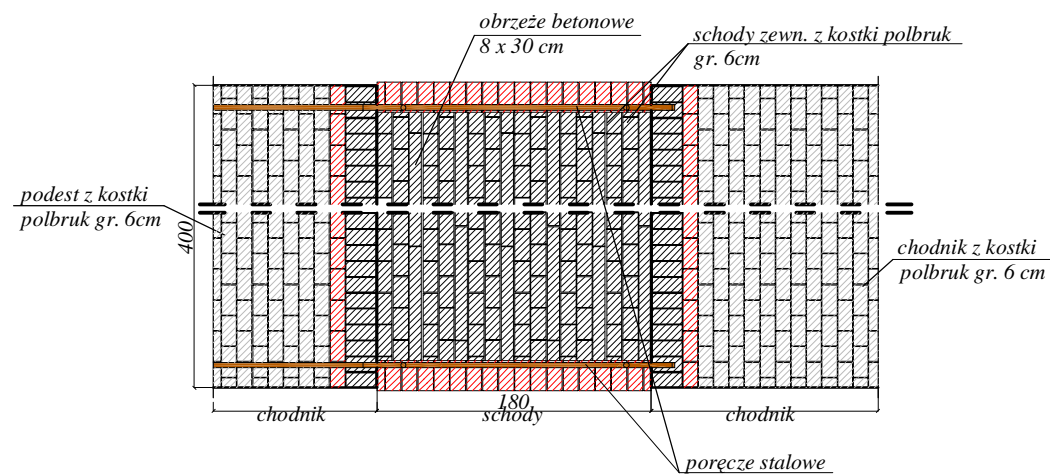 obrzeże betonowe
8 x 30 cm
schody zewn. z kostki polbruk
gr. 6cm
podest z kostki
polbruk gr. 6cm
400
chodnik z kostki
polbruk gr. 6 cm
180
chodnik
schody
chodnik
poręcze stalowe